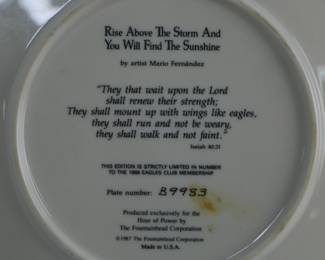 Rise Above The Storm And
You Will Find The Sunshine
by artist Mario Fernández
"They that wait upon the Lord
shall renew their strength;
They shall mount up with wings like eagles,
they shall run and not be weary,
they shall walk and not faint."
Isaiah 40:31
THIS EDITION IS STRICTLY LIMITED IN NUMBER
TO THE 1988 EAGLES CLUB MEMBERSHIP
Plate number: 89983
Produced exclusively for the
Hour of Power by
The Fountainhead Corporation
©1987 The Fountainhead Corporation
Made in U.S.A.